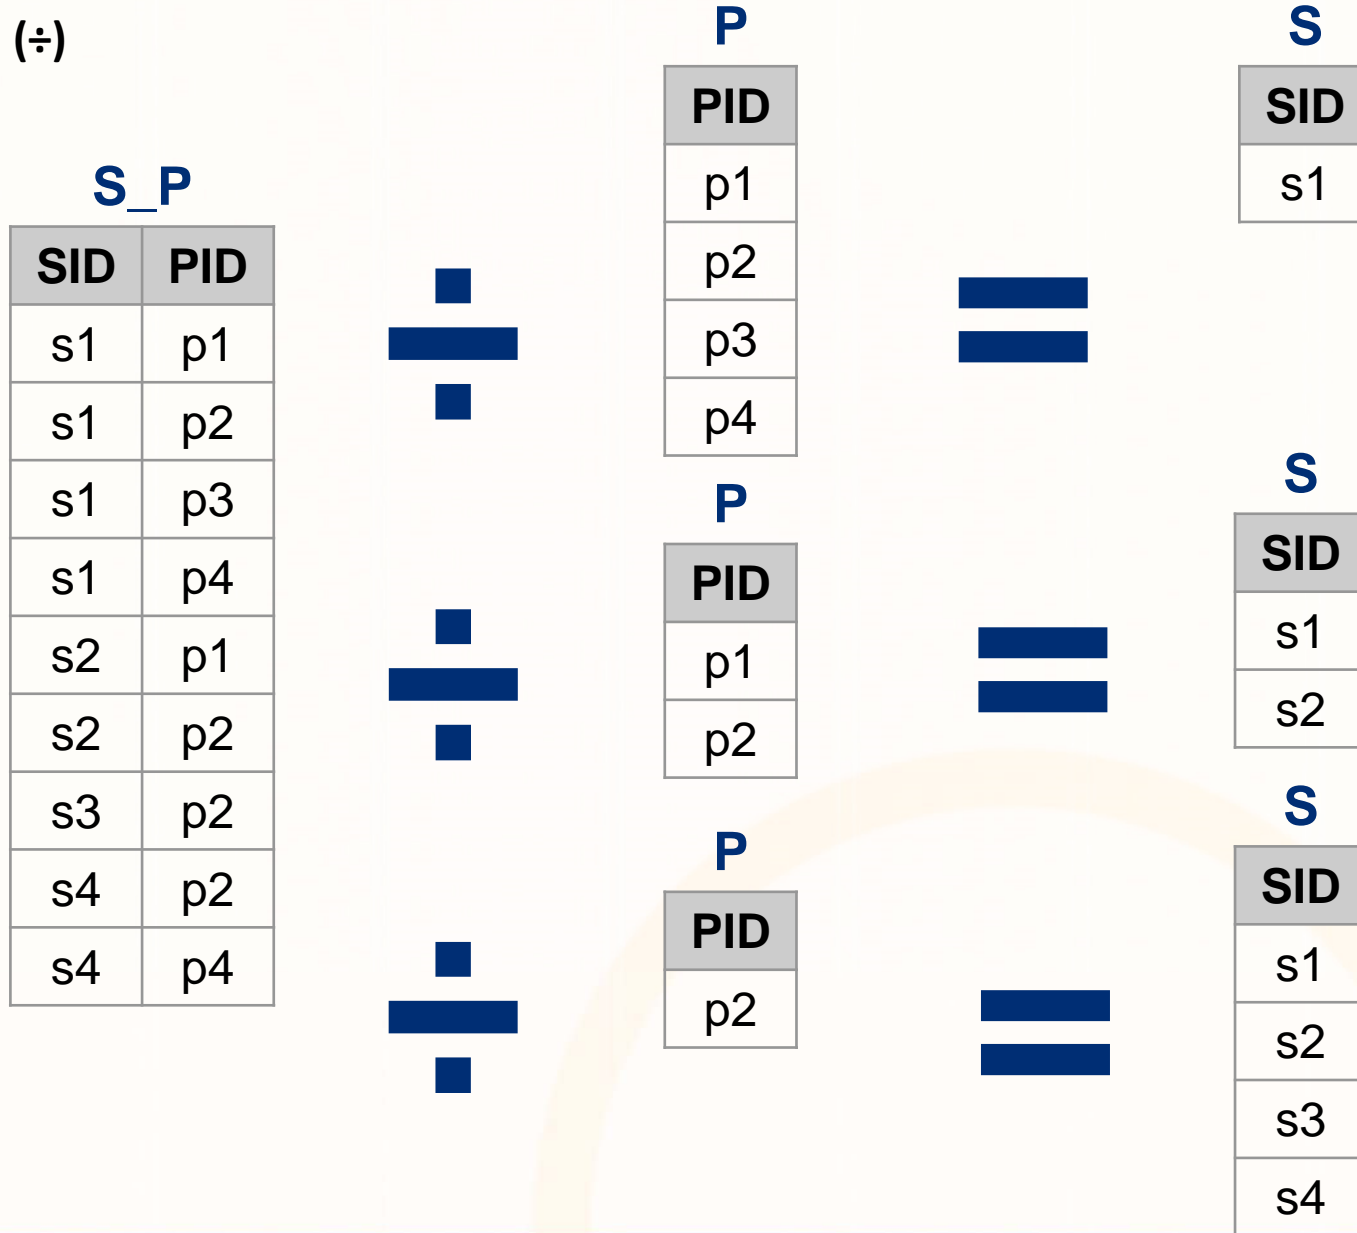 (÷)
S_P
SID PID
s1 p1
s1 p2
s1 p3
s1 p4
s2 p1
s2 p2
s3 p2
s4 p2
s4 p4
÷
P
PID
p1
p2
p3
p4
=
S
SID
s1
÷
P
PID
p1
p2
=
S
SID
s1
s2
÷
P
PID
p2
=
S
SID
s1
s2
s3
s4